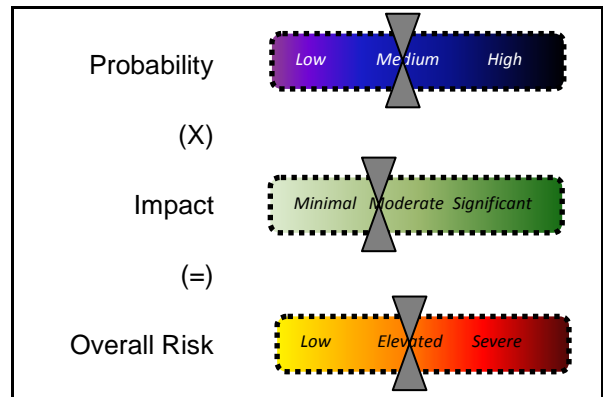 Probability Low Medium High
(X)
Impact Minimal Moderate Significant
(=)
Overall Risk Low Elevated Severe